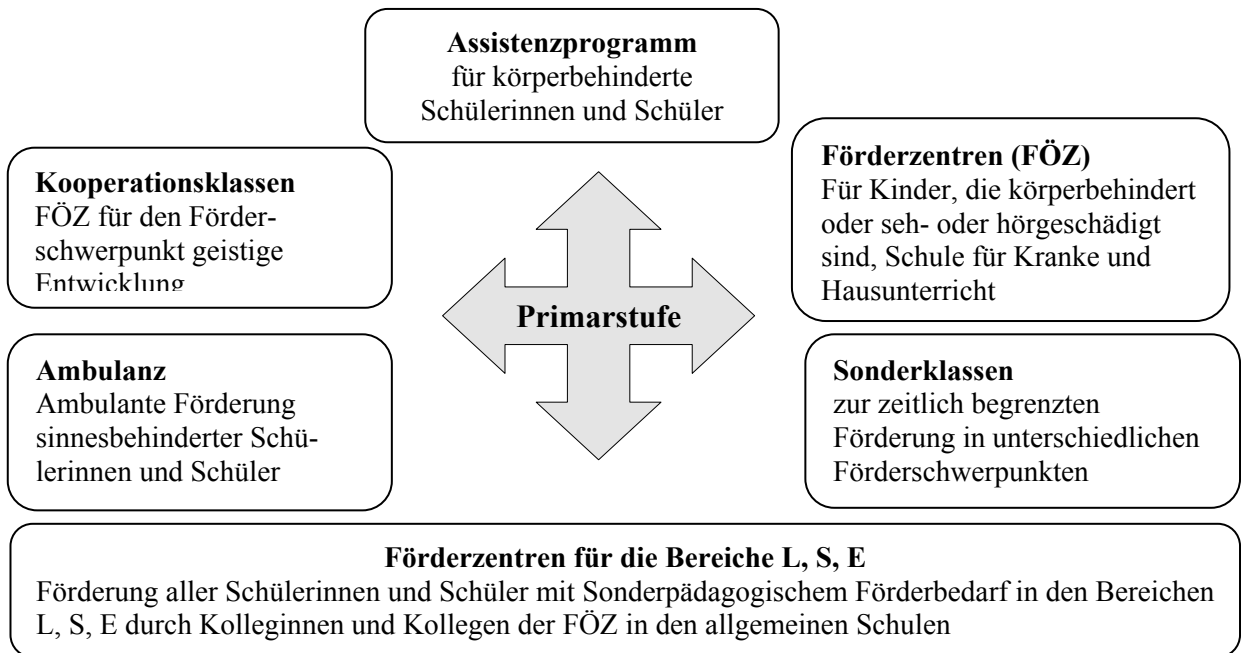 Assistenzprogramm
für körperbehinderte
Schülerinnen und Schüler
Kooperationsklassen
FÖZ für den Förder-
schwerpunkt geistige
Entwicklung
Förderzentren (FÖZ)
Für Kinder, die körperbehindert
oder seh- oder hörgeschädigt
sind, Schule für Kranke und
Hausunterricht
Primarstufe
Ambulanz
Ambulante Förderung
sinnesbehinderter Schü-
lerinnen und Schüler
Sonderklassen
zur zeitlich begrenzten
Förderung in unterschiedlichen
Förderschwerpunkten
Förderzentren für die Bereiche L, S, E
Förderung aller Schülerinnen und Schüler mit Sonderpädagogischem Förderbedarf in den Bereichen
L, S, E durch Kolleginnen und Kollegen der FÖZ in den allgemeinen Schulen